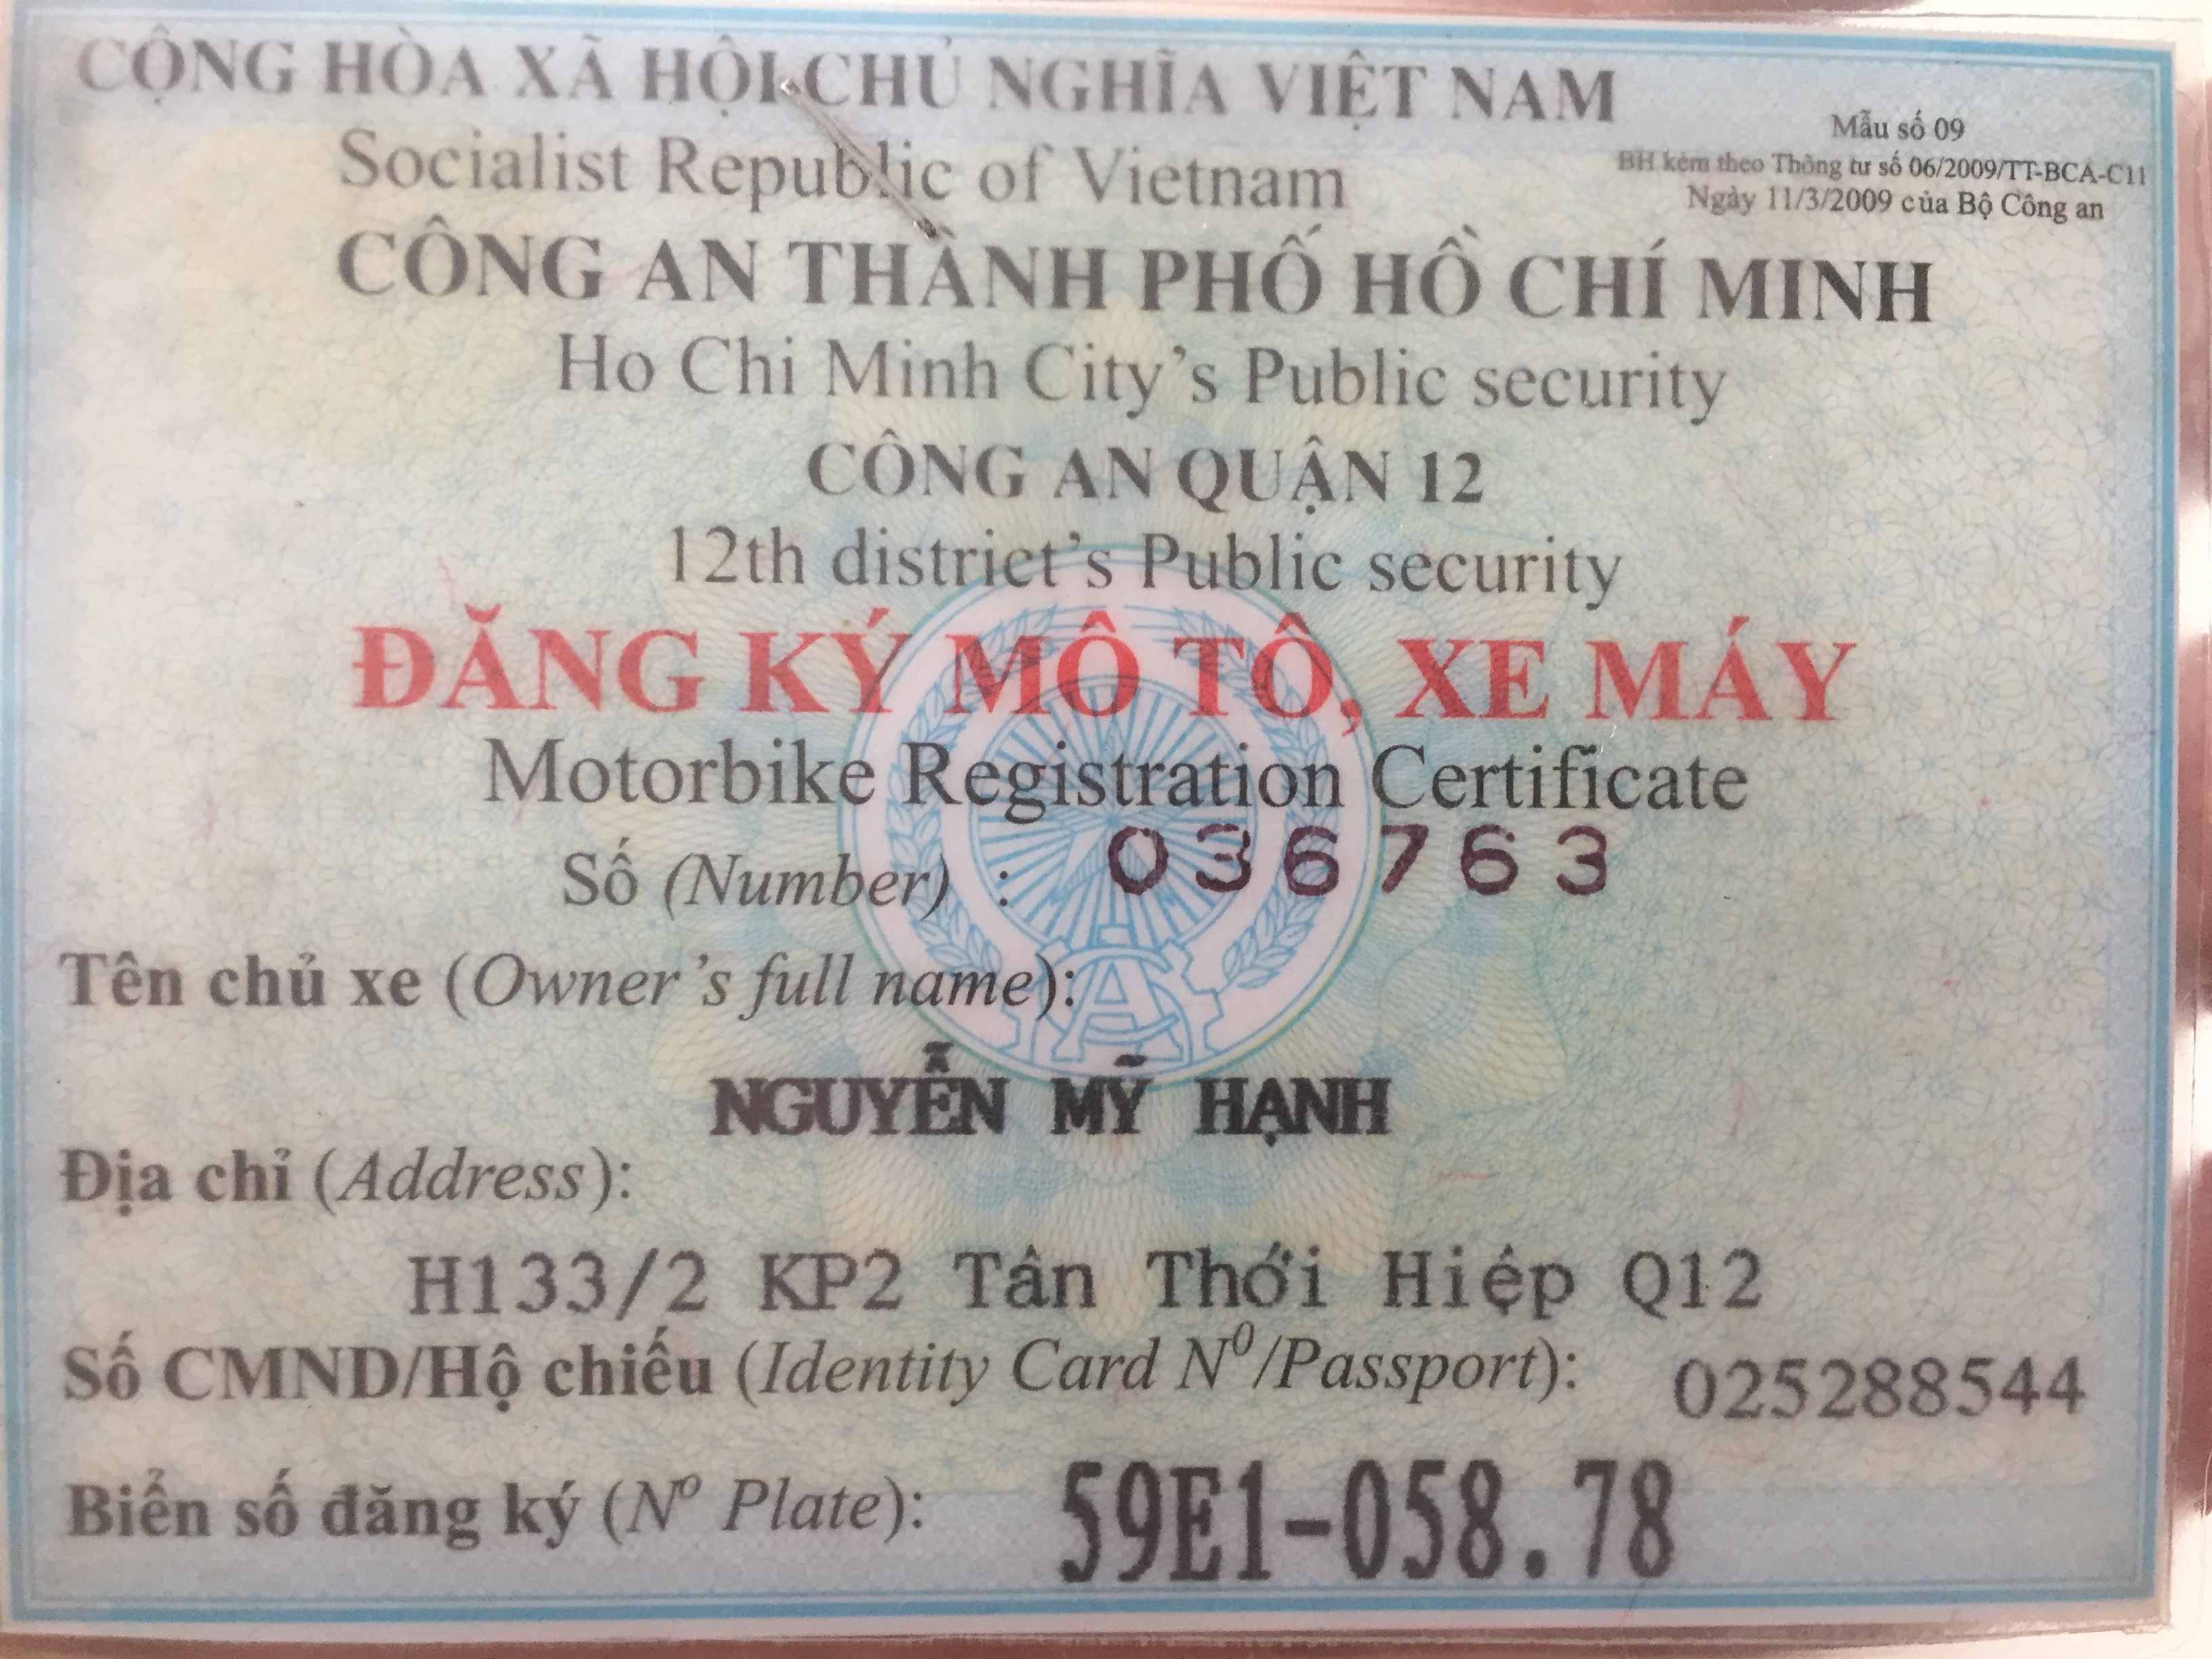 CỘNG HÒA XÃ HỘI CHỦ NGHĨA VIỆT NAM
Socialist Republic of Vietnam
Mẫu số 09
BH kèm theo Thông tư số 06/2009/TT-BCA-C11
Ngày 11/3/2009 của Bộ Công an
CÔNG AN THÀNH PHỐ HỒ CHÍ MINH
Ho Chi Minh City's Public security
CÔNG AN QUẬN 12
12th district's Public security
ĐĂNG KÝ MÔ TÔ, XE MÁY
Motorbike Registration Certificate
Số (Number) : 036763
Tên chủ xe (Owner's full name):
NGUYỄN MỸ HẠNH
Địa chỉ (Address):
H133/2 KP2 Tân Thới Hiệp Q12
Số CMND/Hộ chiếu (Identity Card N⁰/Passport): 025288544
Biển số đăng ký (Nº Plate): 59E1-058.78